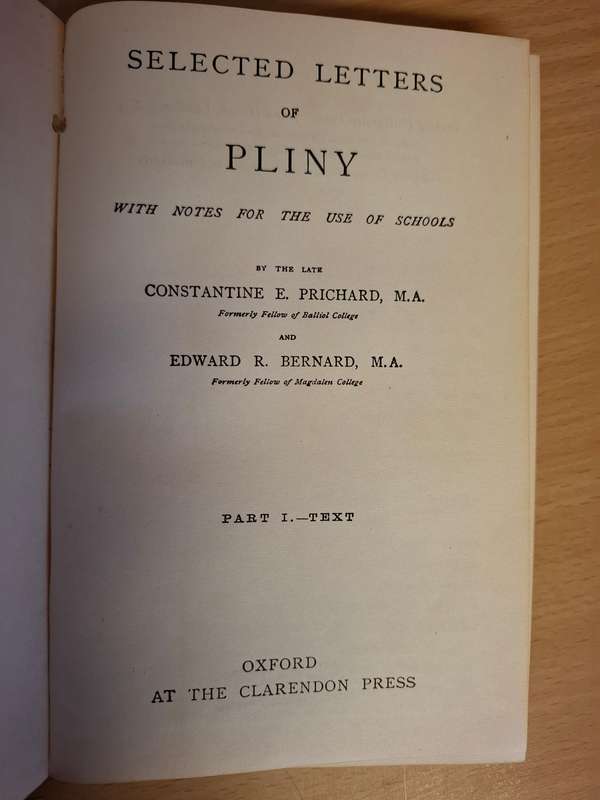 SELECTED LETTERS
OF
PLINY
WITH NOTES FOR THE USE OF SCHOOLS
BY THE LATE
CONSTANTINE E. PRICHARD, M.A.
Formerly Fellow of Balliol College
AND
EDWARD R. BERNARD, M.A.
Formerly Fellow of Magdalen College
PART I.—TEXT
OXFORD
AT THE CLARENDON PRESS